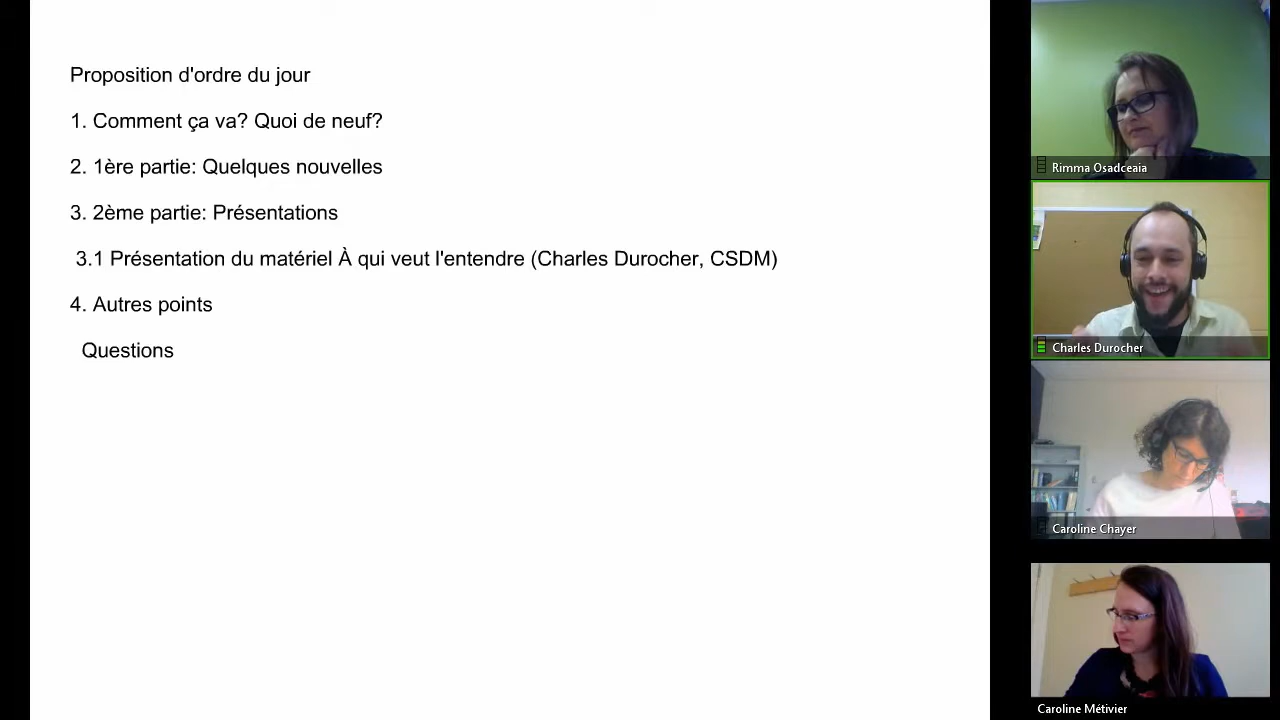 Proposition d'ordre du jour
1. Comment ça va? Quoi de neuf?
2. 1ère partie: Quelques nouvelles
3. 2ème partie: Présentations
3.1 Présentation du matériel À qui veut l'entendre (Charles Durocher, CSDM)
4. Autres points
Questions
Rimma Osadceaia
Charles Durocher
Caroline Chayer
Caroline Métivier